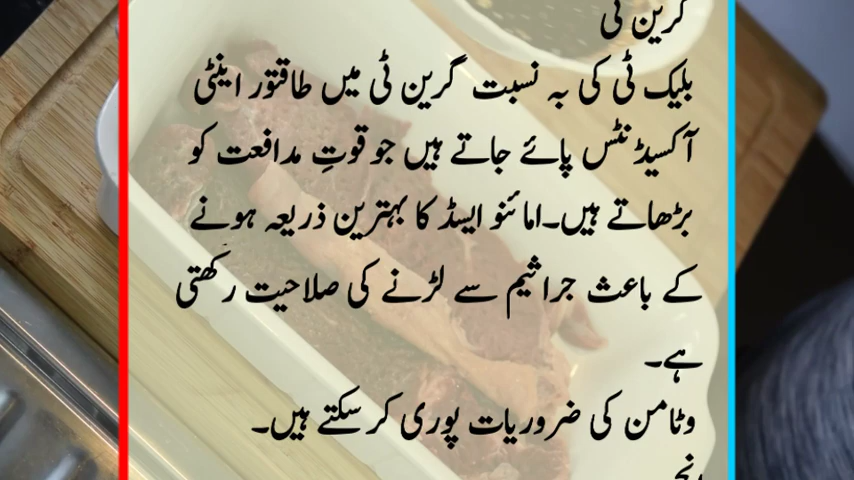 گرین ٹی
بلیک ٹی کی بہ نسبت گرین ٹی میں طاقتور اینٹی
آکسیڈنٹس پائے جاتے ہیں جو قوتِ مدافعت کو
بڑھاتے ہیں۔امائنو ایسڈ کا بہترین ذریعہ ہونے
کے باعث جراثیم سے لڑنے کی صلاحیت رکھتی
ہے۔
وٹامن کی ضروریات پوری کر سکتے ہیں۔